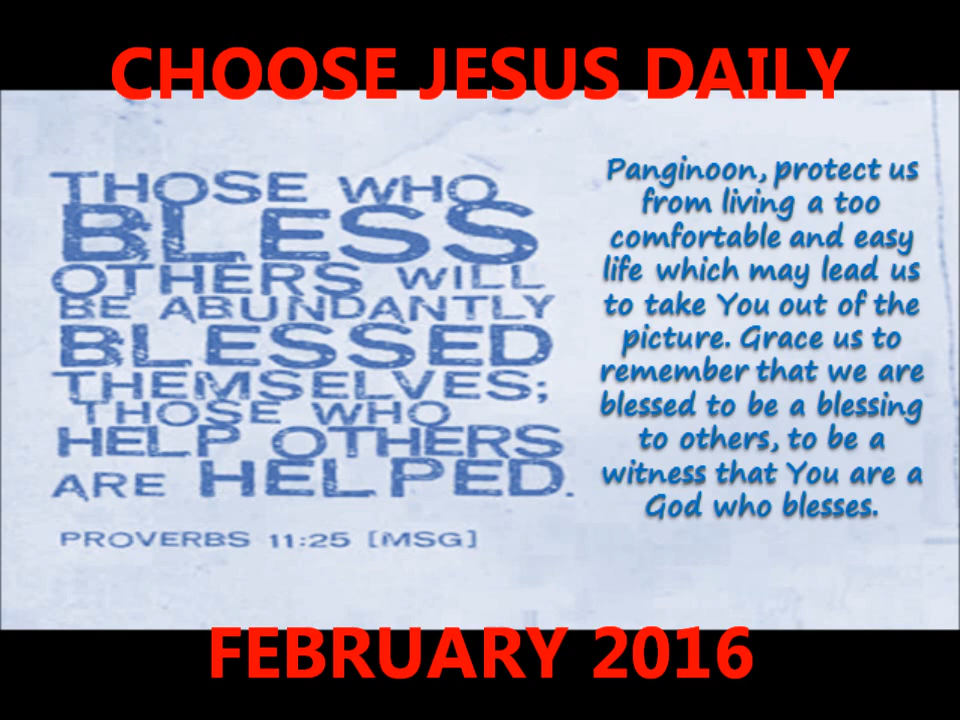 CHOOSE JESUS DAILY
THOSE WHO
BLESS
OTHERS WILL
BE ABUNDANTLY
BLESSED
THEMSELVES;
THOSE WHO
HELP OTHERS
ARE HELPED.
PROVERBS 11:25 [MSG]
Panginoon, protect us
from living a too
comfortable and easy
life which may lead us
to take You out of the
picture. Grace us to
remember that we are
blessed to be a blessing
to others, to be a
witness that You are a
God who blesses.
FEBRUARY 2016